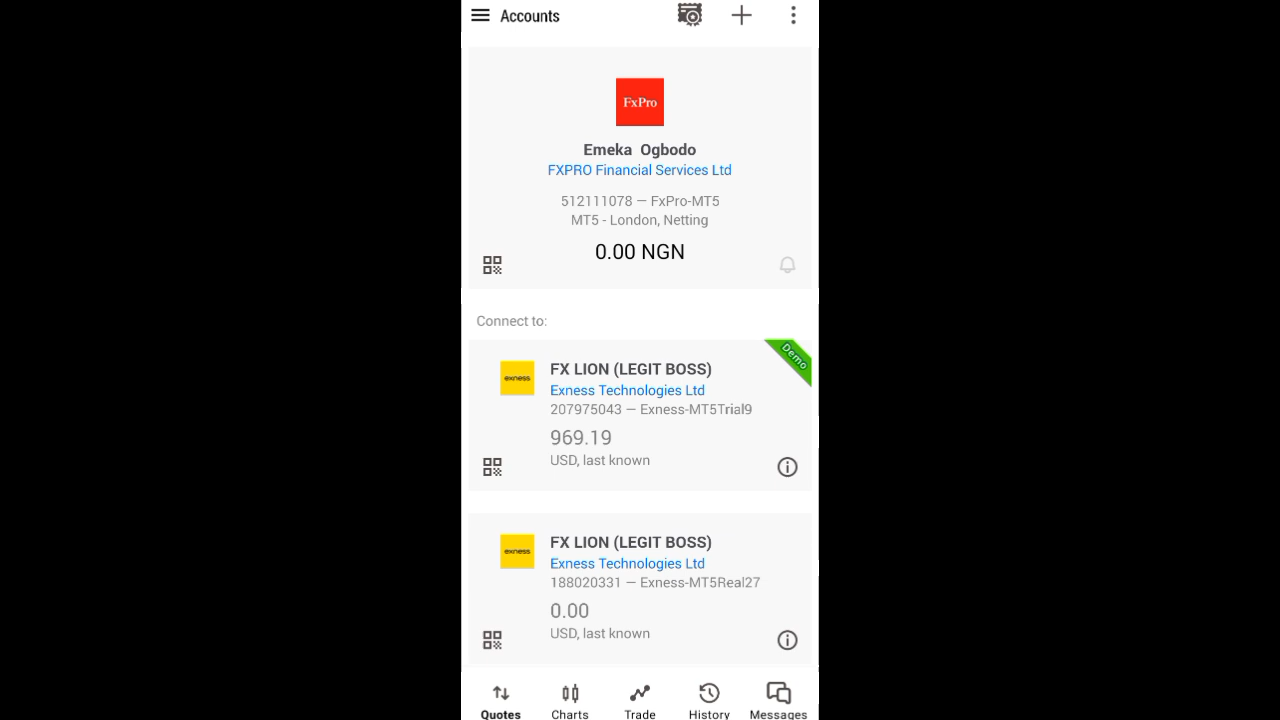 Accounts
FxPro
Emeka Ogbodo
FXPRO Financial Services Ltd
512111078 — FxPro-MT5
MT5 - London, Netting
0.00 NGN
Connect to:
Demo
exness
FX LION (LEGIT BOSS)
Exness Technologies Ltd
207975043 — Exness-MT5Trial9
969.19
USD, last known
exness
FX LION (LEGIT BOSS)
Exness Technologies Ltd
188020331 — Exness-MT5Real27
0.00
USD, last known
Quotes Charts Trade History Messages